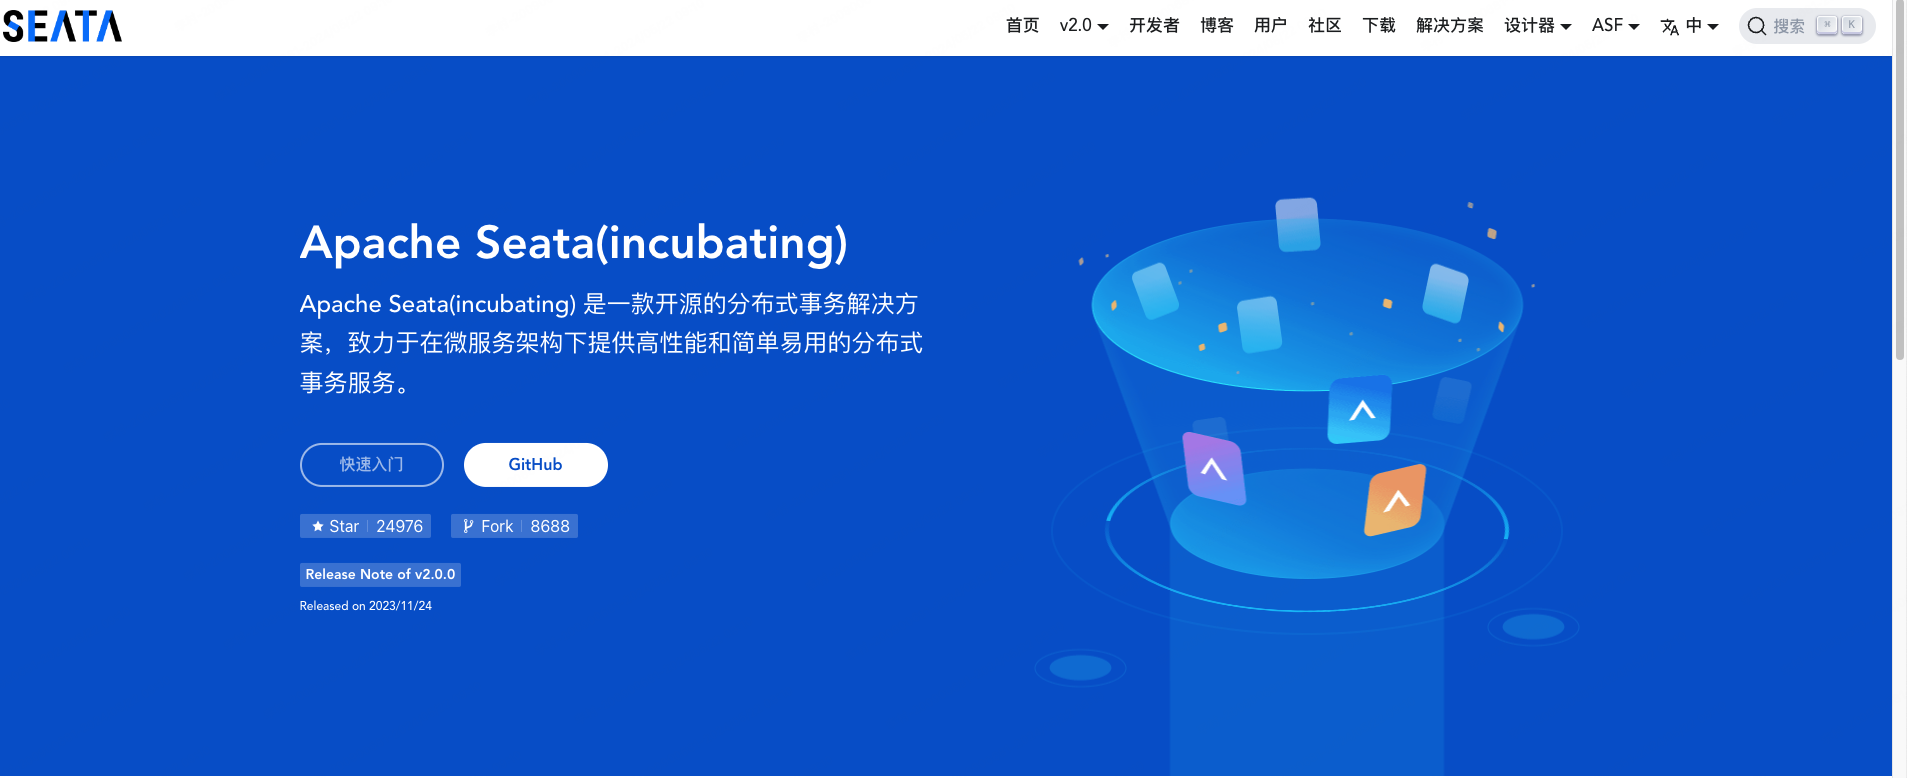 SEATA
首页 v2.0 开发者 博客 用户 社区 下载 解决方案 设计器 ASF 中 搜索 ⌘ K
Apache Seata(incubating)
Apache Seata(incubating) 是一款开源的分布式事务解决方
案，致力于在微服务架构下提供高性能和简单易用的分布式
事务服务。
快速入门 GitHub
Star 24976 Fork 8688
Release Note of v2.0.0
Released on 2023/11/24